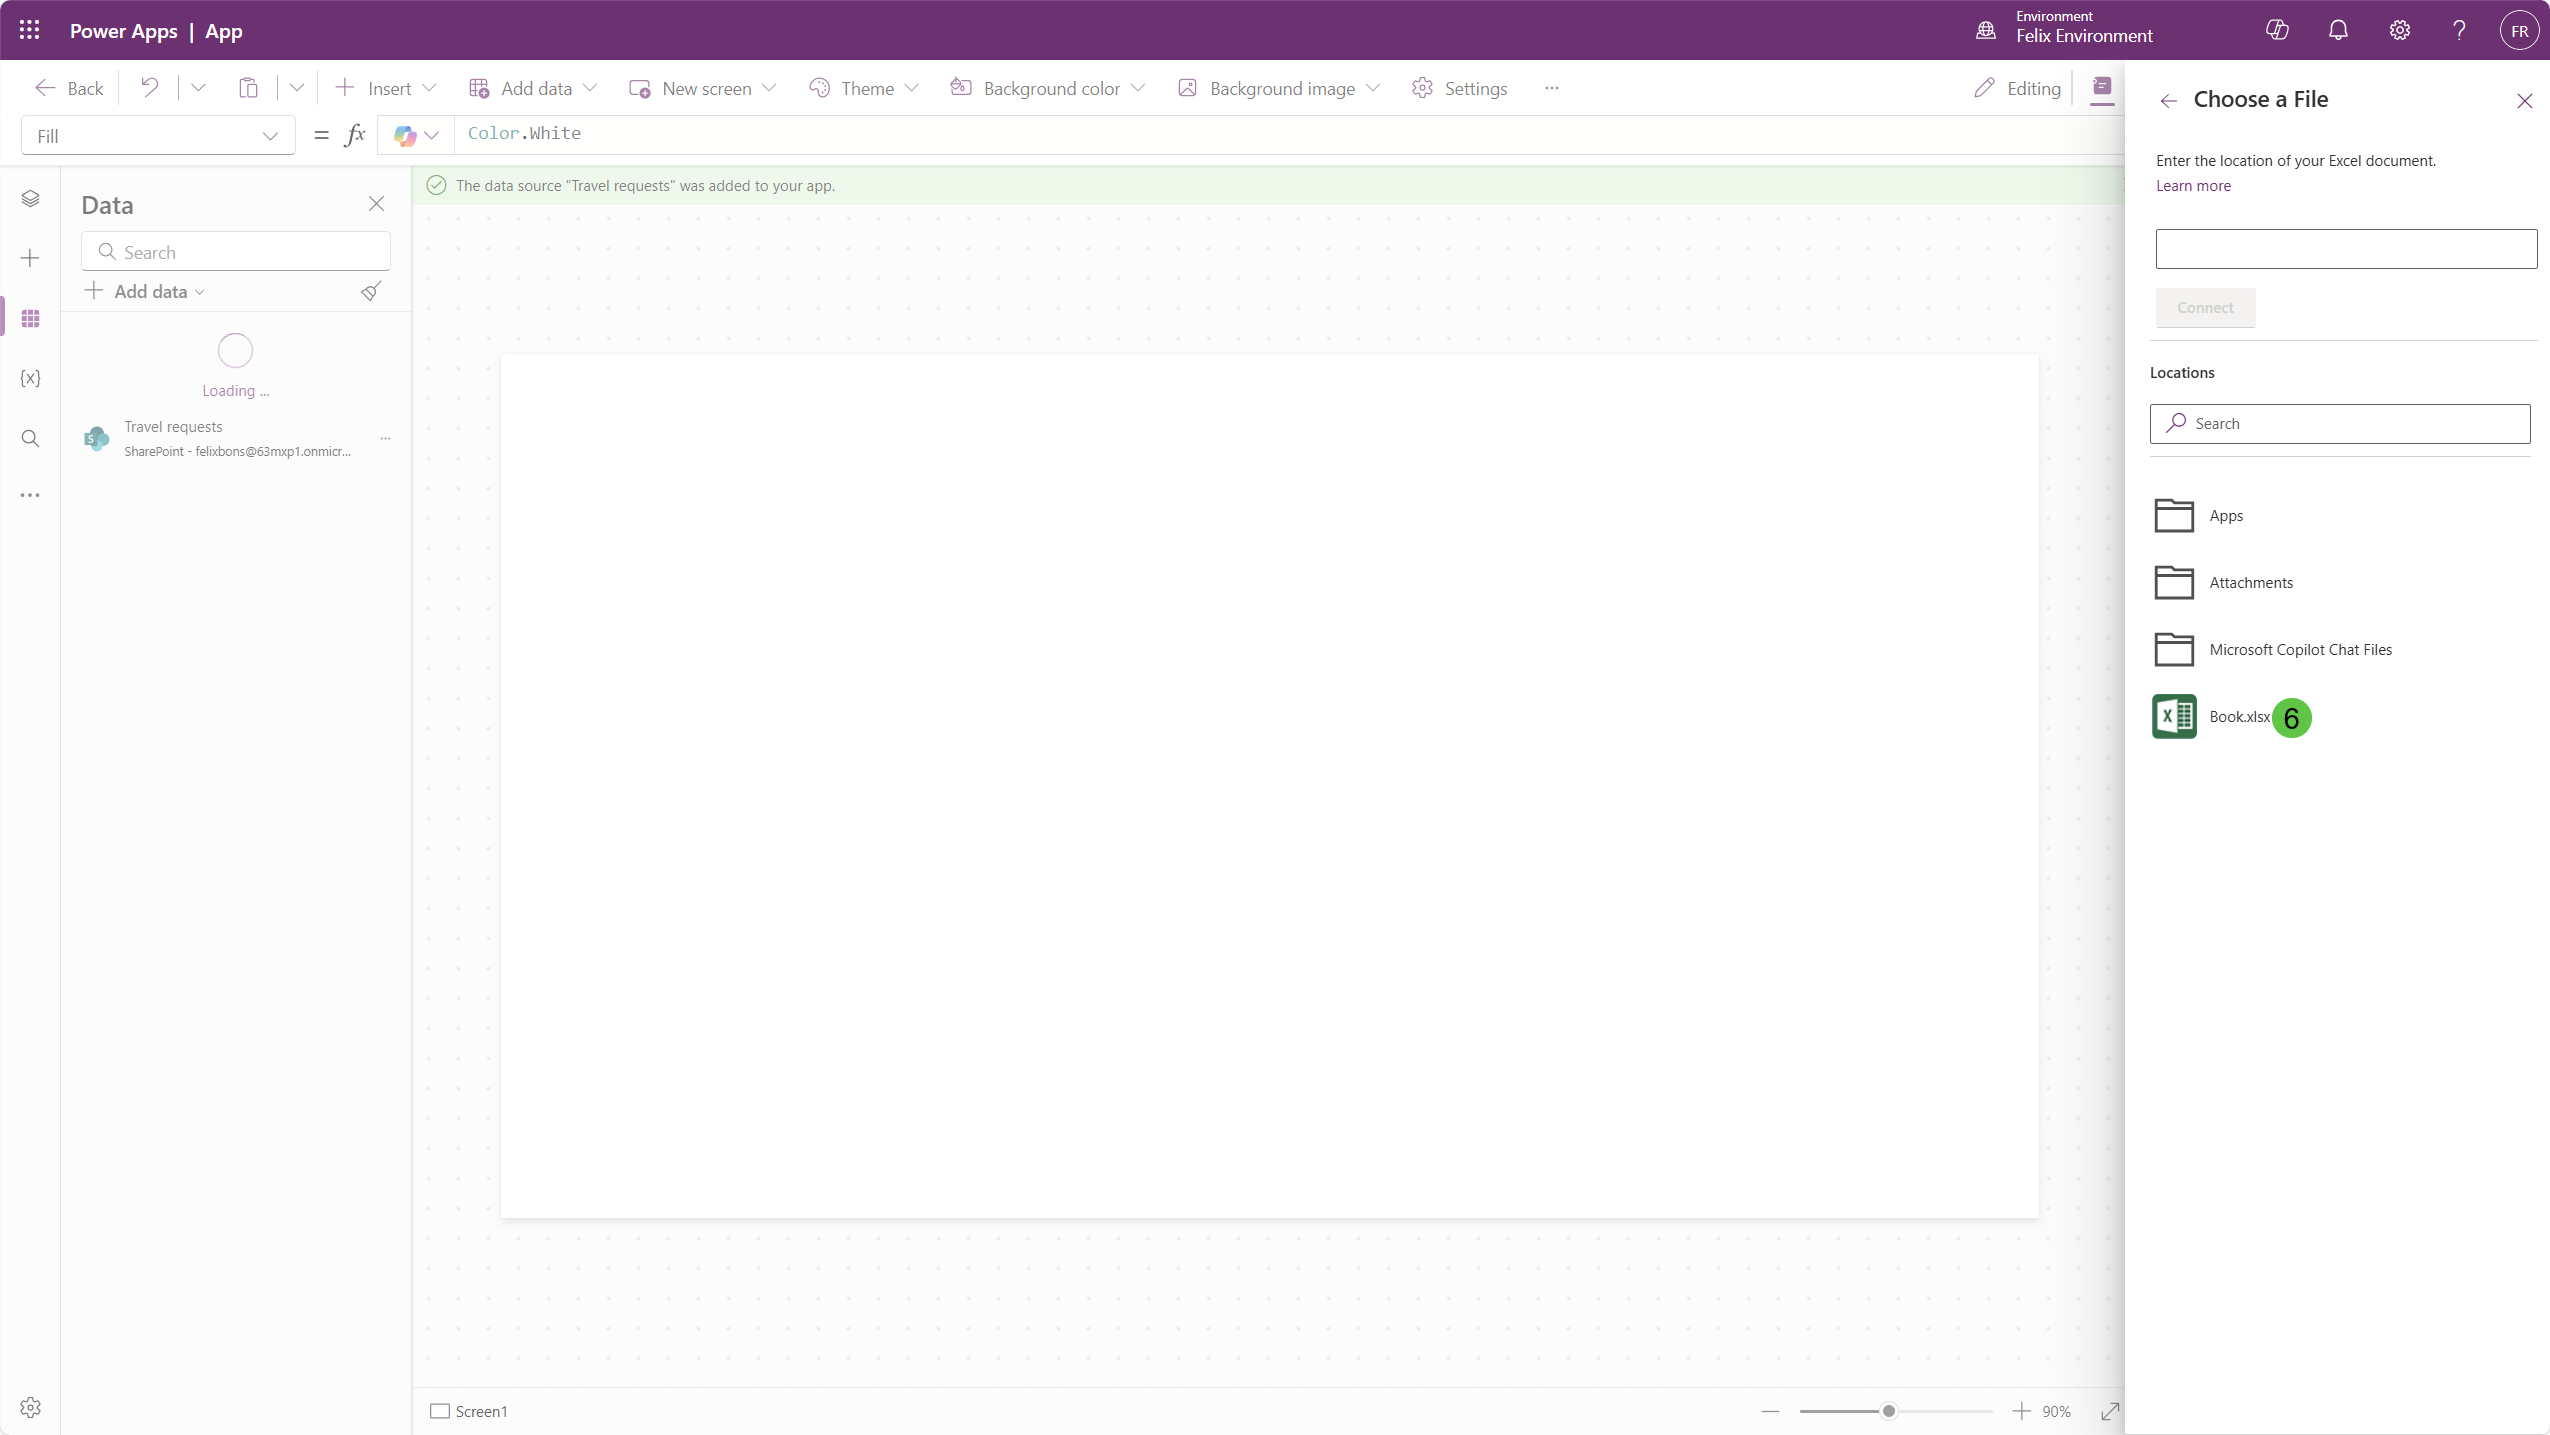 Power Apps | App
Environment
Felix Environment
FR
Back
Insert
Add data
New screen
Theme
Background color
Background image
Settings
Editing
Fill
= fx
Color.White
Data
Search
Add data
Loading ...
Travel requests
SharePoint - felixbons@63mxp1.onmicr...
The data source "Travel requests" was added to your app.
Screen1
90%
Choose a File
Enter the location of your Excel document.
Learn more
Connect
Locations
Search
Apps
Attachments
Microsoft Copilot Chat Files
Book.xlsx 6